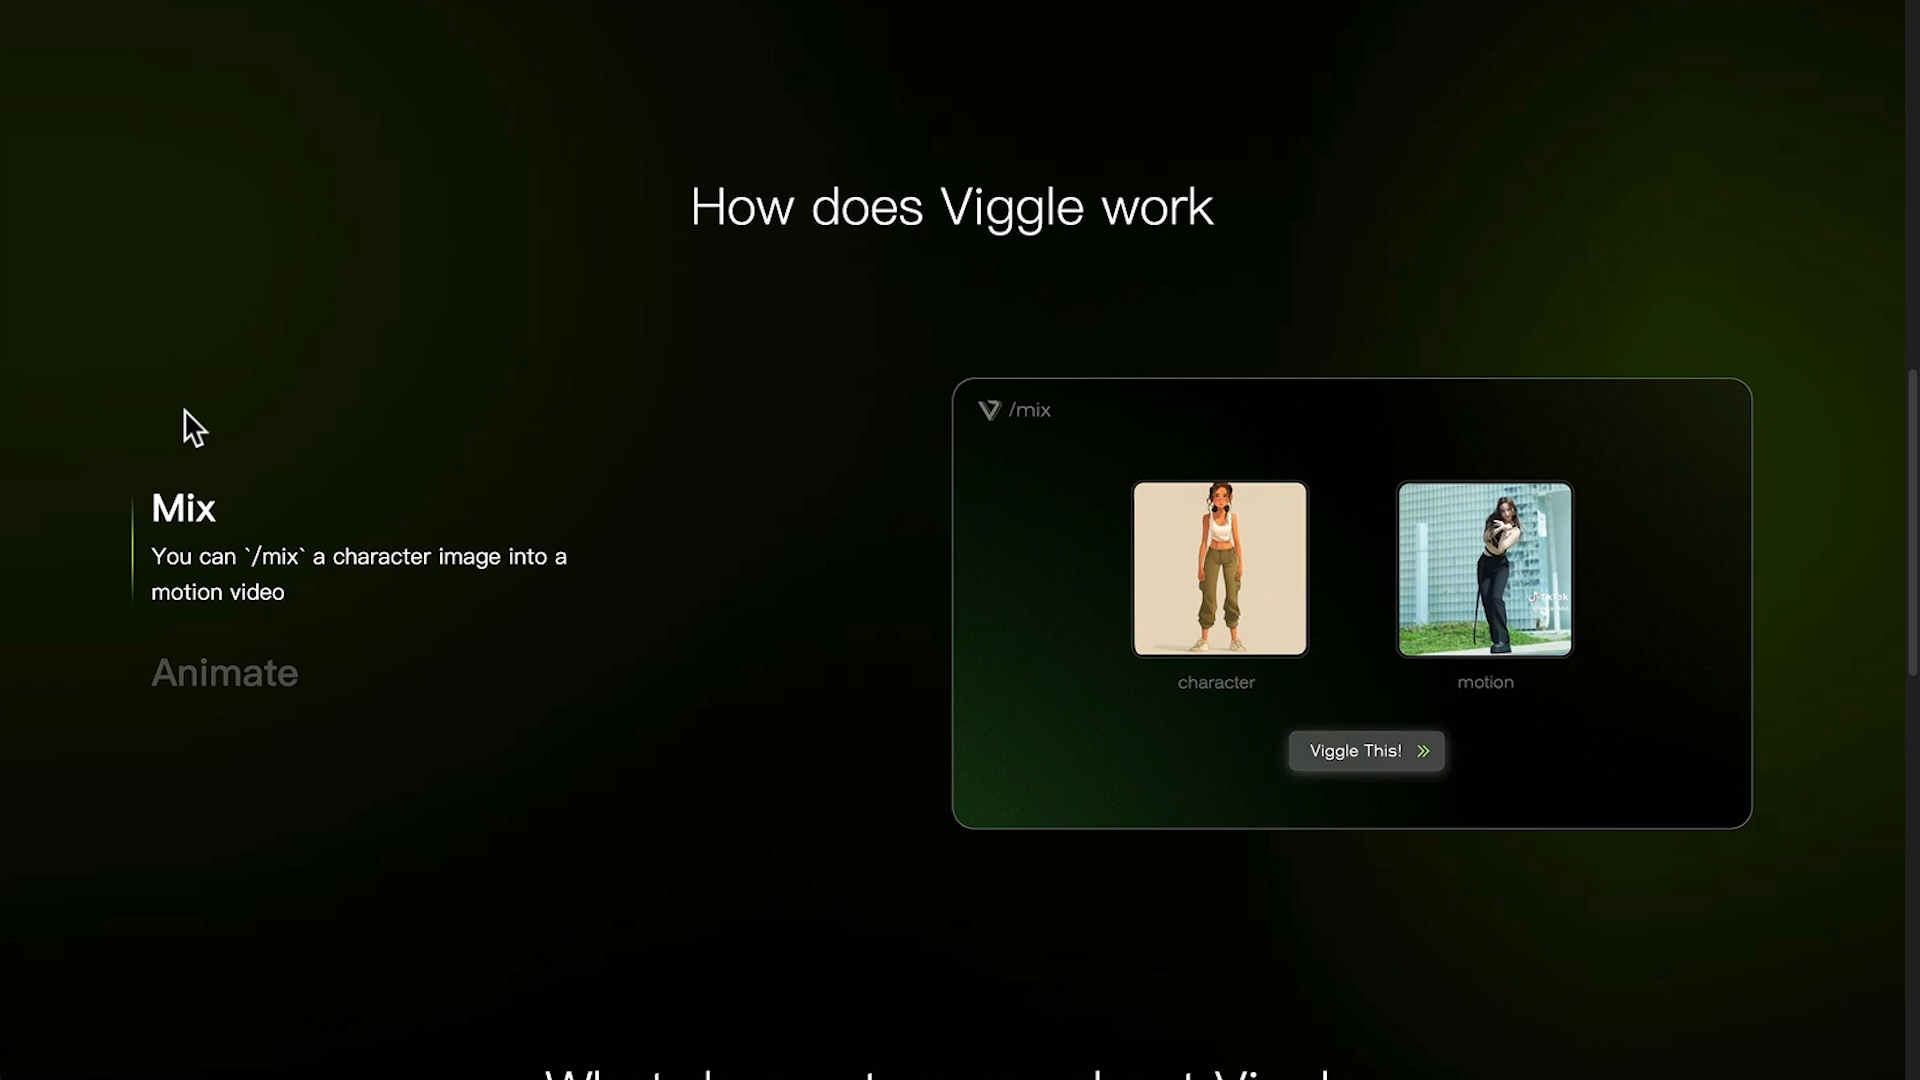 How does Viggle work
/mix
Mix
You can `/mix` a character image into a
motion video
Animate
TikTok
character
motion
Viggle This!